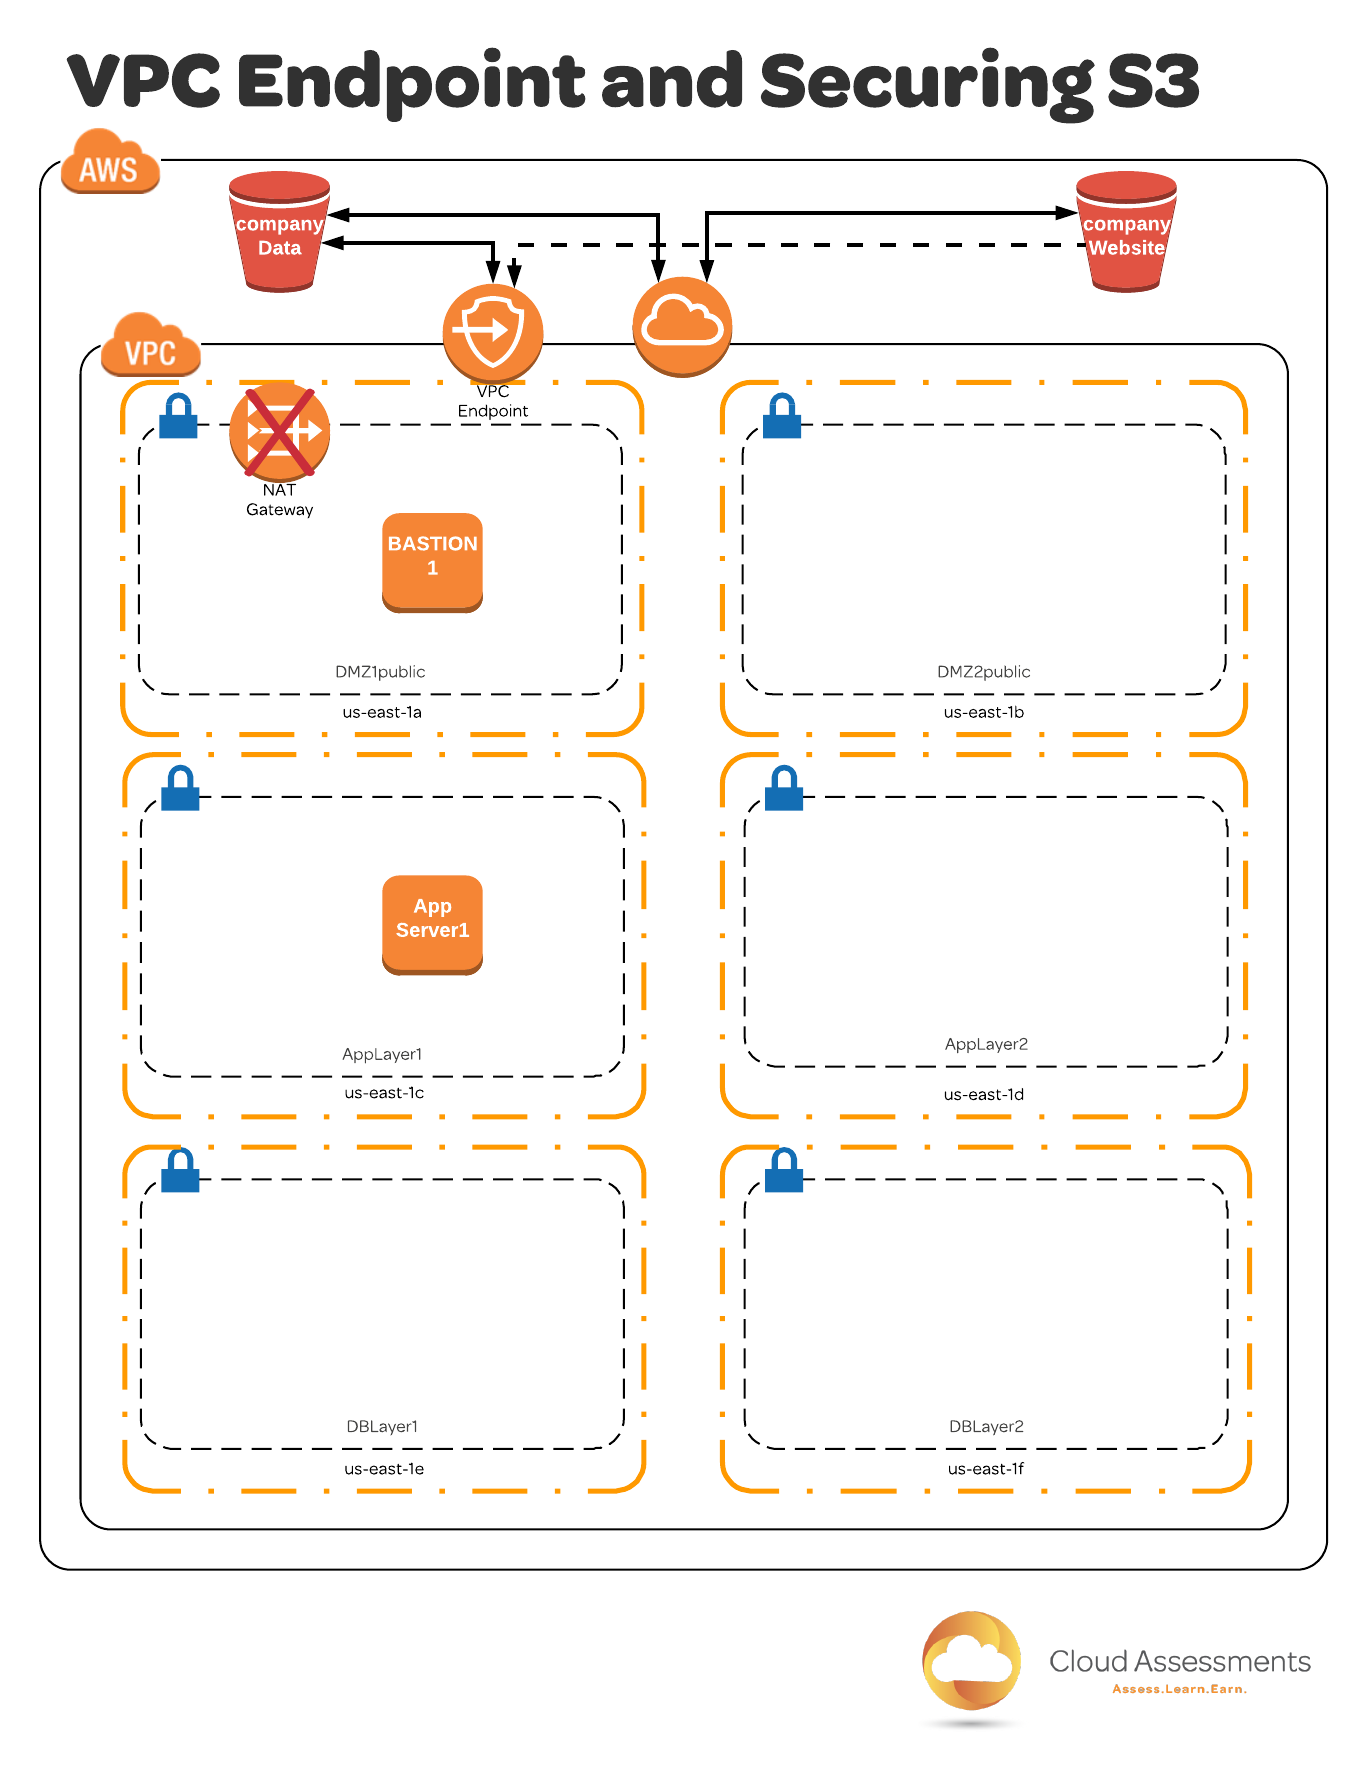 VPC Endpoint and Securing S3
AWS
company
Data
company
Website
VPC
VPC
Endpoint
NAT
Gateway
BASTION
1
DMZ1public
us-east-1a
DMZ2public
us-east-1b
App
Server1
AppLayer1
us-east-1c
AppLayer2
us-east-1d
DBLayer1
us-east-1e
DBLayer2
us-east-1f
Cloud Assessments
Assess.Learn.Earn.